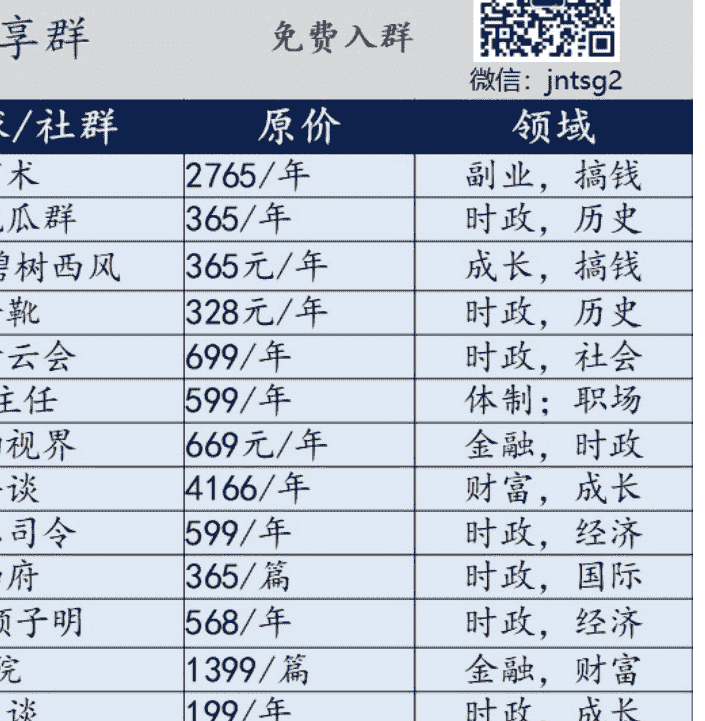 享群 免费入群
微信：jntsg2
/社群 原价 领域
术 2765/年 副业，搞钱
瓜群 365/年 时政，历史
树西风 365元/年 成长，搞钱
靴 328元/年 时政，历史
云会 699/年 时政，社会
主任 599/年 体制；职场
视界 669元/年 金融，时政
谈 4166/年 财富，成长
司令 599/年 时政，经济
府 365/篇 时政，国际
子明 568/年 时政，经济
院 1399/篇 金融，财富
谈 199/年 时政，成长